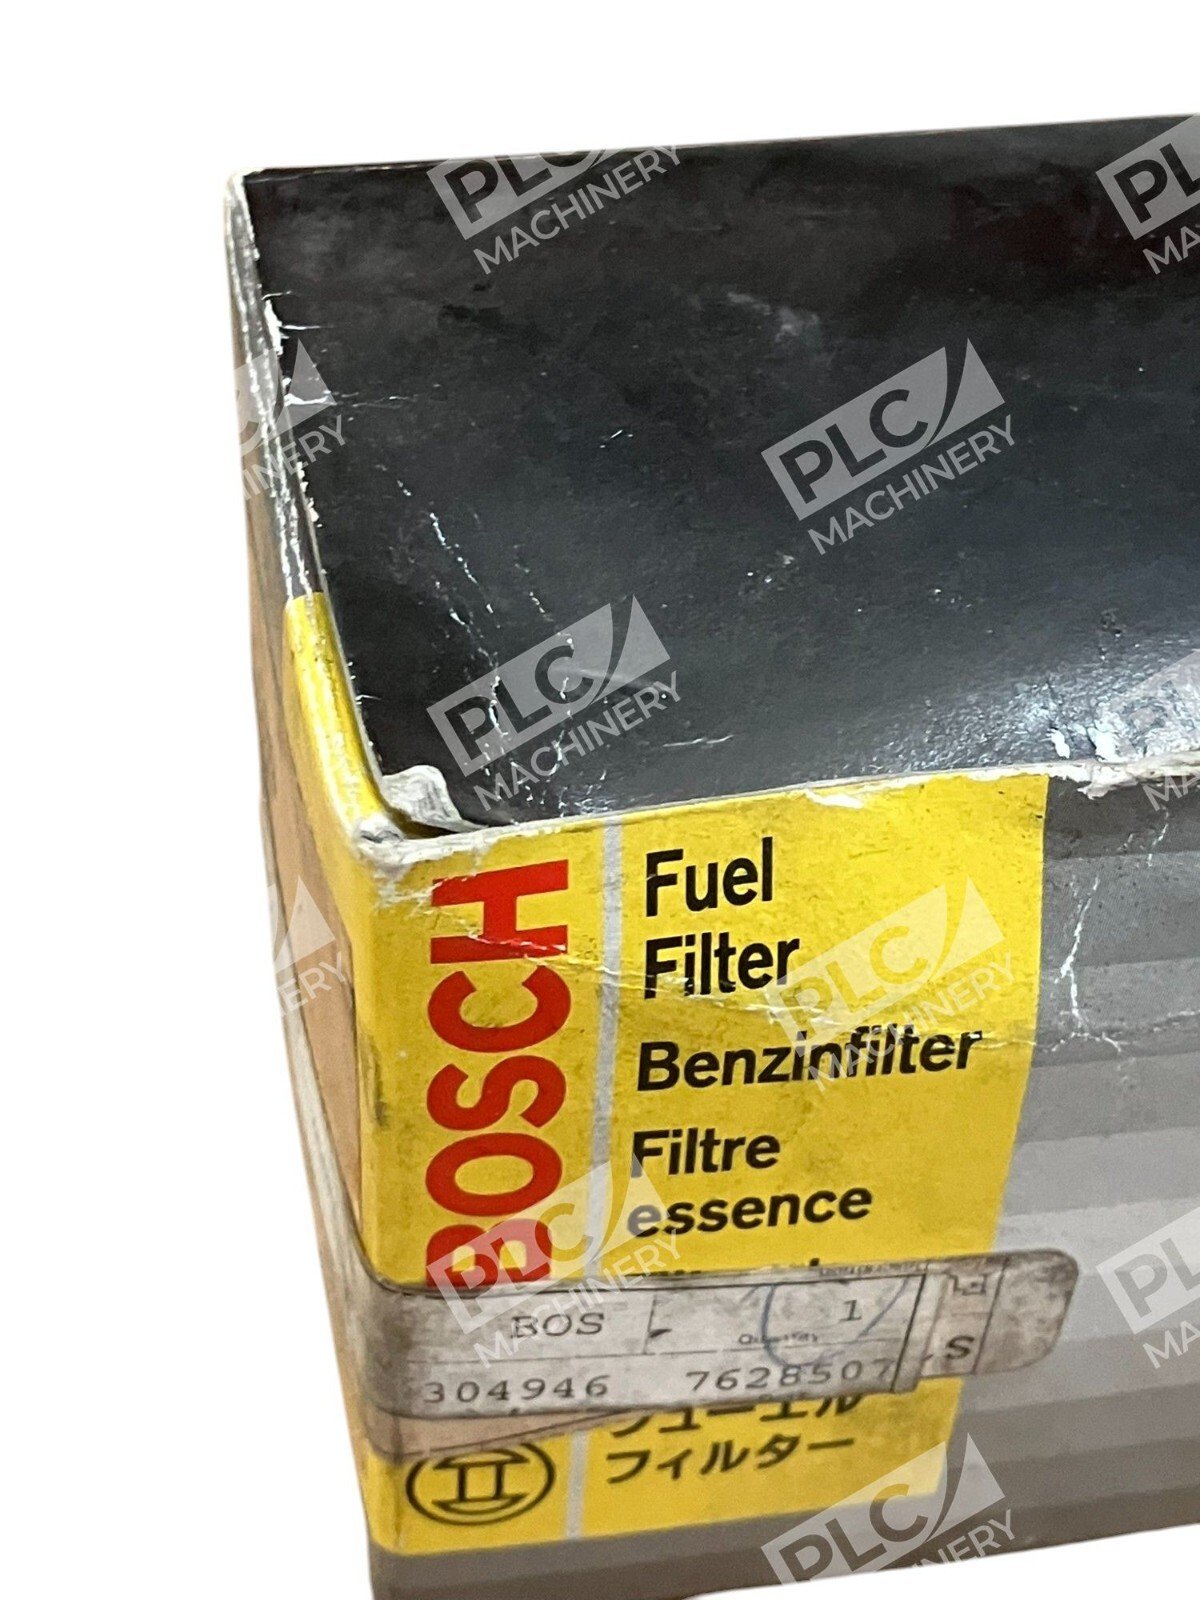 BOSCH
Fuel
Filter
Benzinfilter
Filtre
essence
BOS 1
Quantity
304946 7628507
S
フューエル
フィルター
PLC
MACHINERY